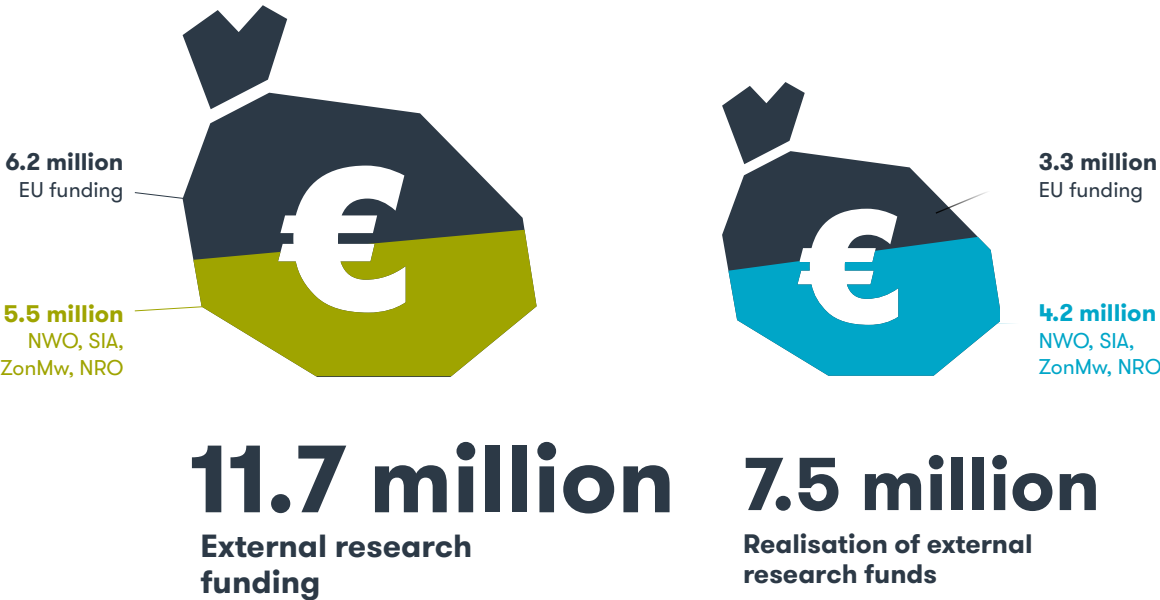 6.2 million
EU funding
5.5 million
NWO, SIA,
ZonMw, NRO
€
11.7 million
External research
funding
3.3 million
EU funding
4.2 million
NWO, SIA,
ZonMw, NRO
€
7.5 million
Realisation of external
research funds